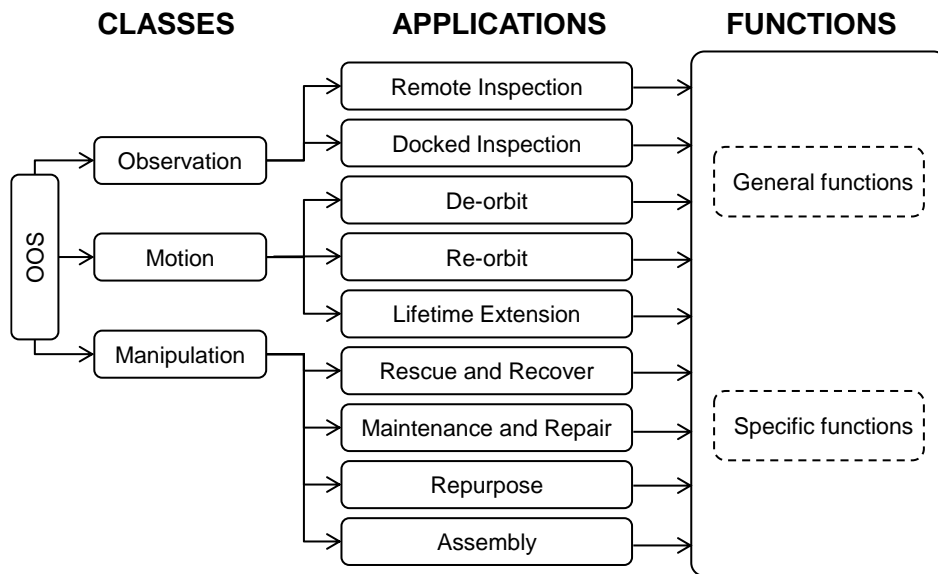 CLASSES
APPLICATIONS
FUNCTIONS
OOS
Observation
Motion
Manipulation
Remote Inspection
Docked Inspection
De-orbit
Re-orbit
Lifetime Extension
Rescue and Recover
Maintenance and Repair
Repurpose
Assembly
General functions
Specific functions